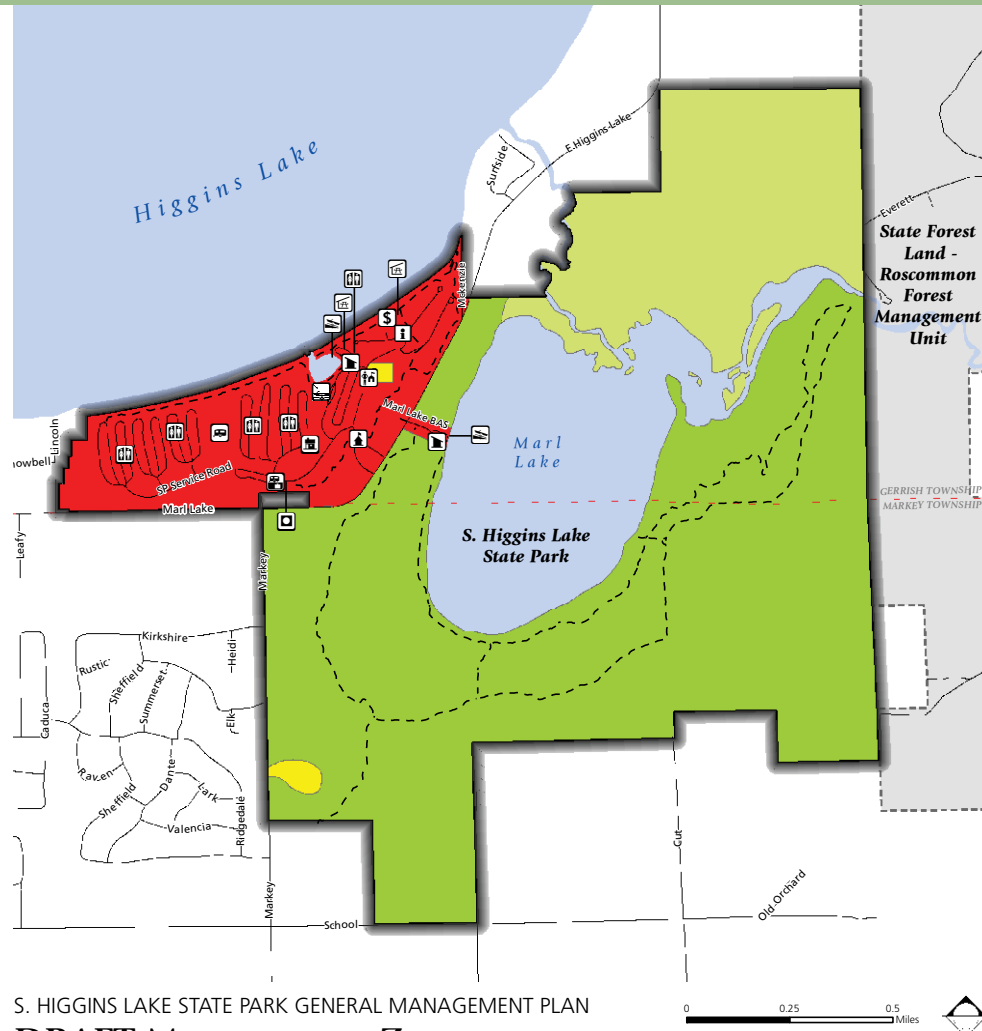 Higgins Lake
Surfside
E.Higgins-Lake
Everett
State Forest
Land -
Roscommon
Forest
Management
Unit
Mckenzie
$
i
Marl Lake BAS
Marl
Lake
Lincoln
SP Service Road
Marl Lake
GERRISH TOWNSHIP
MARKEY TOWNSHIP
S. Higgins Lake
State Park
Leafy
Markey
Kirkshire
Heidi
Rustic
Sheffield
Summerset
Elk
Caduca
Raven
Dante
Lark
Sheffield
Valencia
Ridgedale
Markey
School
Cut
Old-Orchard
S. HIGGINS LAKE STATE PARK GENERAL MANAGEMENT PLAN
0 0.25 0.5
Miles
DRAFT